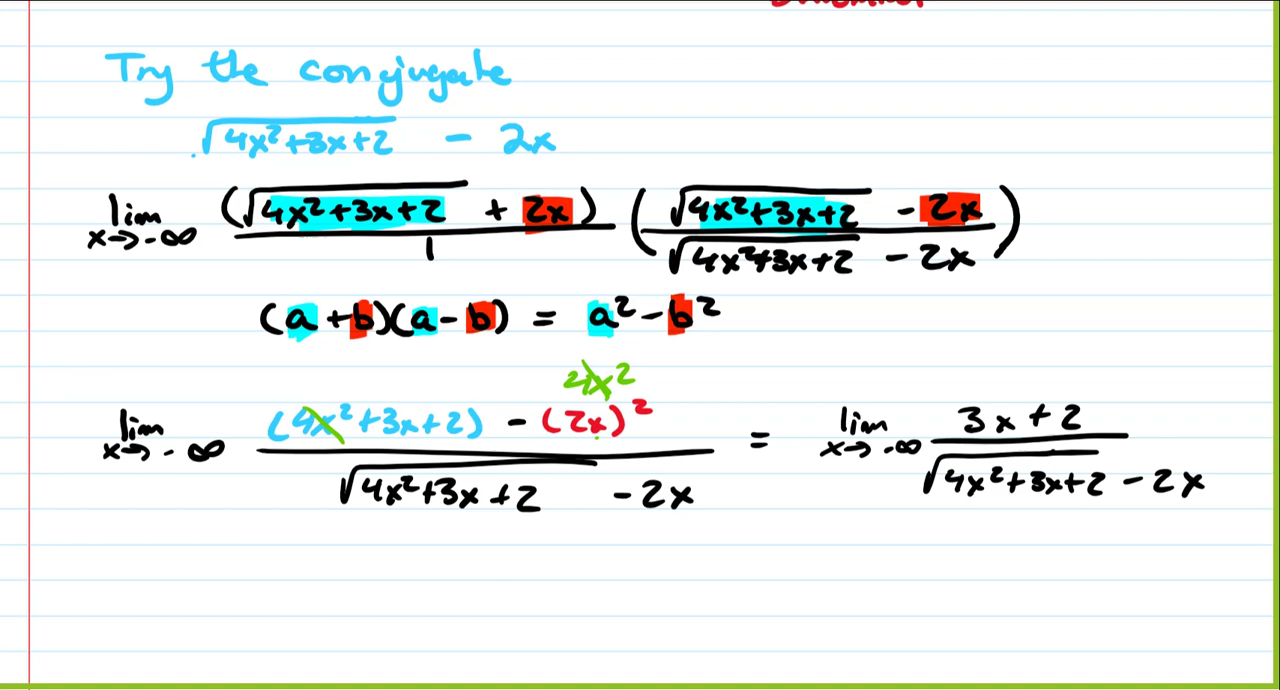 Try the conjugate
√(4x²+3x+2) - 2x
lim x→-∞ (√(4x²+3x+2) + 2x)/1 ((√(4x²+3x+2) - 2x)/(√(4x²+3x+2) - 2x))
(a+b)(a-b) = a²-b²
4x²
lim x→-∞ ((4x²+3x+2) - (2x)²)/(√(4x²+3x+2) - 2x) = lim x→-∞ (3x+2)/(√(4x²+3x+2) - 2x)